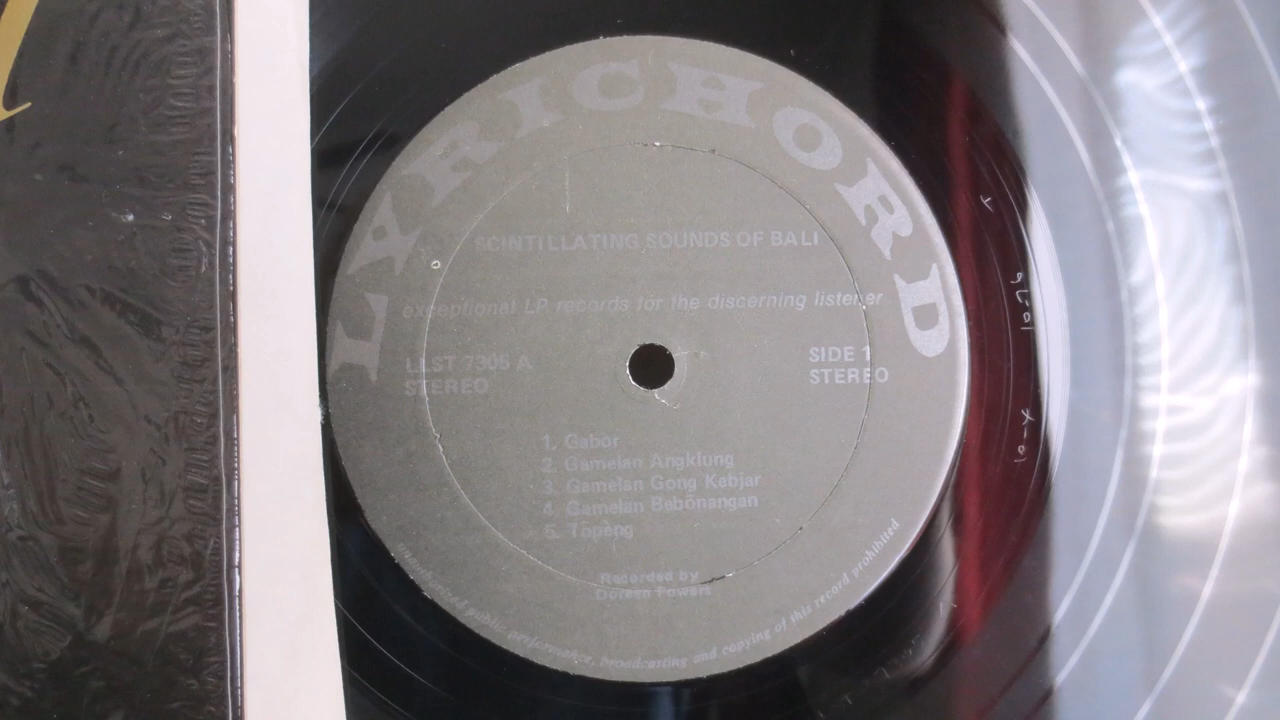 LYRICHORD
SCINTILLATING SOUNDS OF BALI
exceptional LP records for the discerning listener
LLST 7305 A
STEREO
SIDE 1
STEREO
1. Gabor
2. Gamelan Angklung
3. Gamelan Gong Kebjar
4. Gamelan Bebōnangan
5. Tōpeng
Recorded by
Doreen Powers
unauthorized public performance, broadcasting and copying of this record prohibited